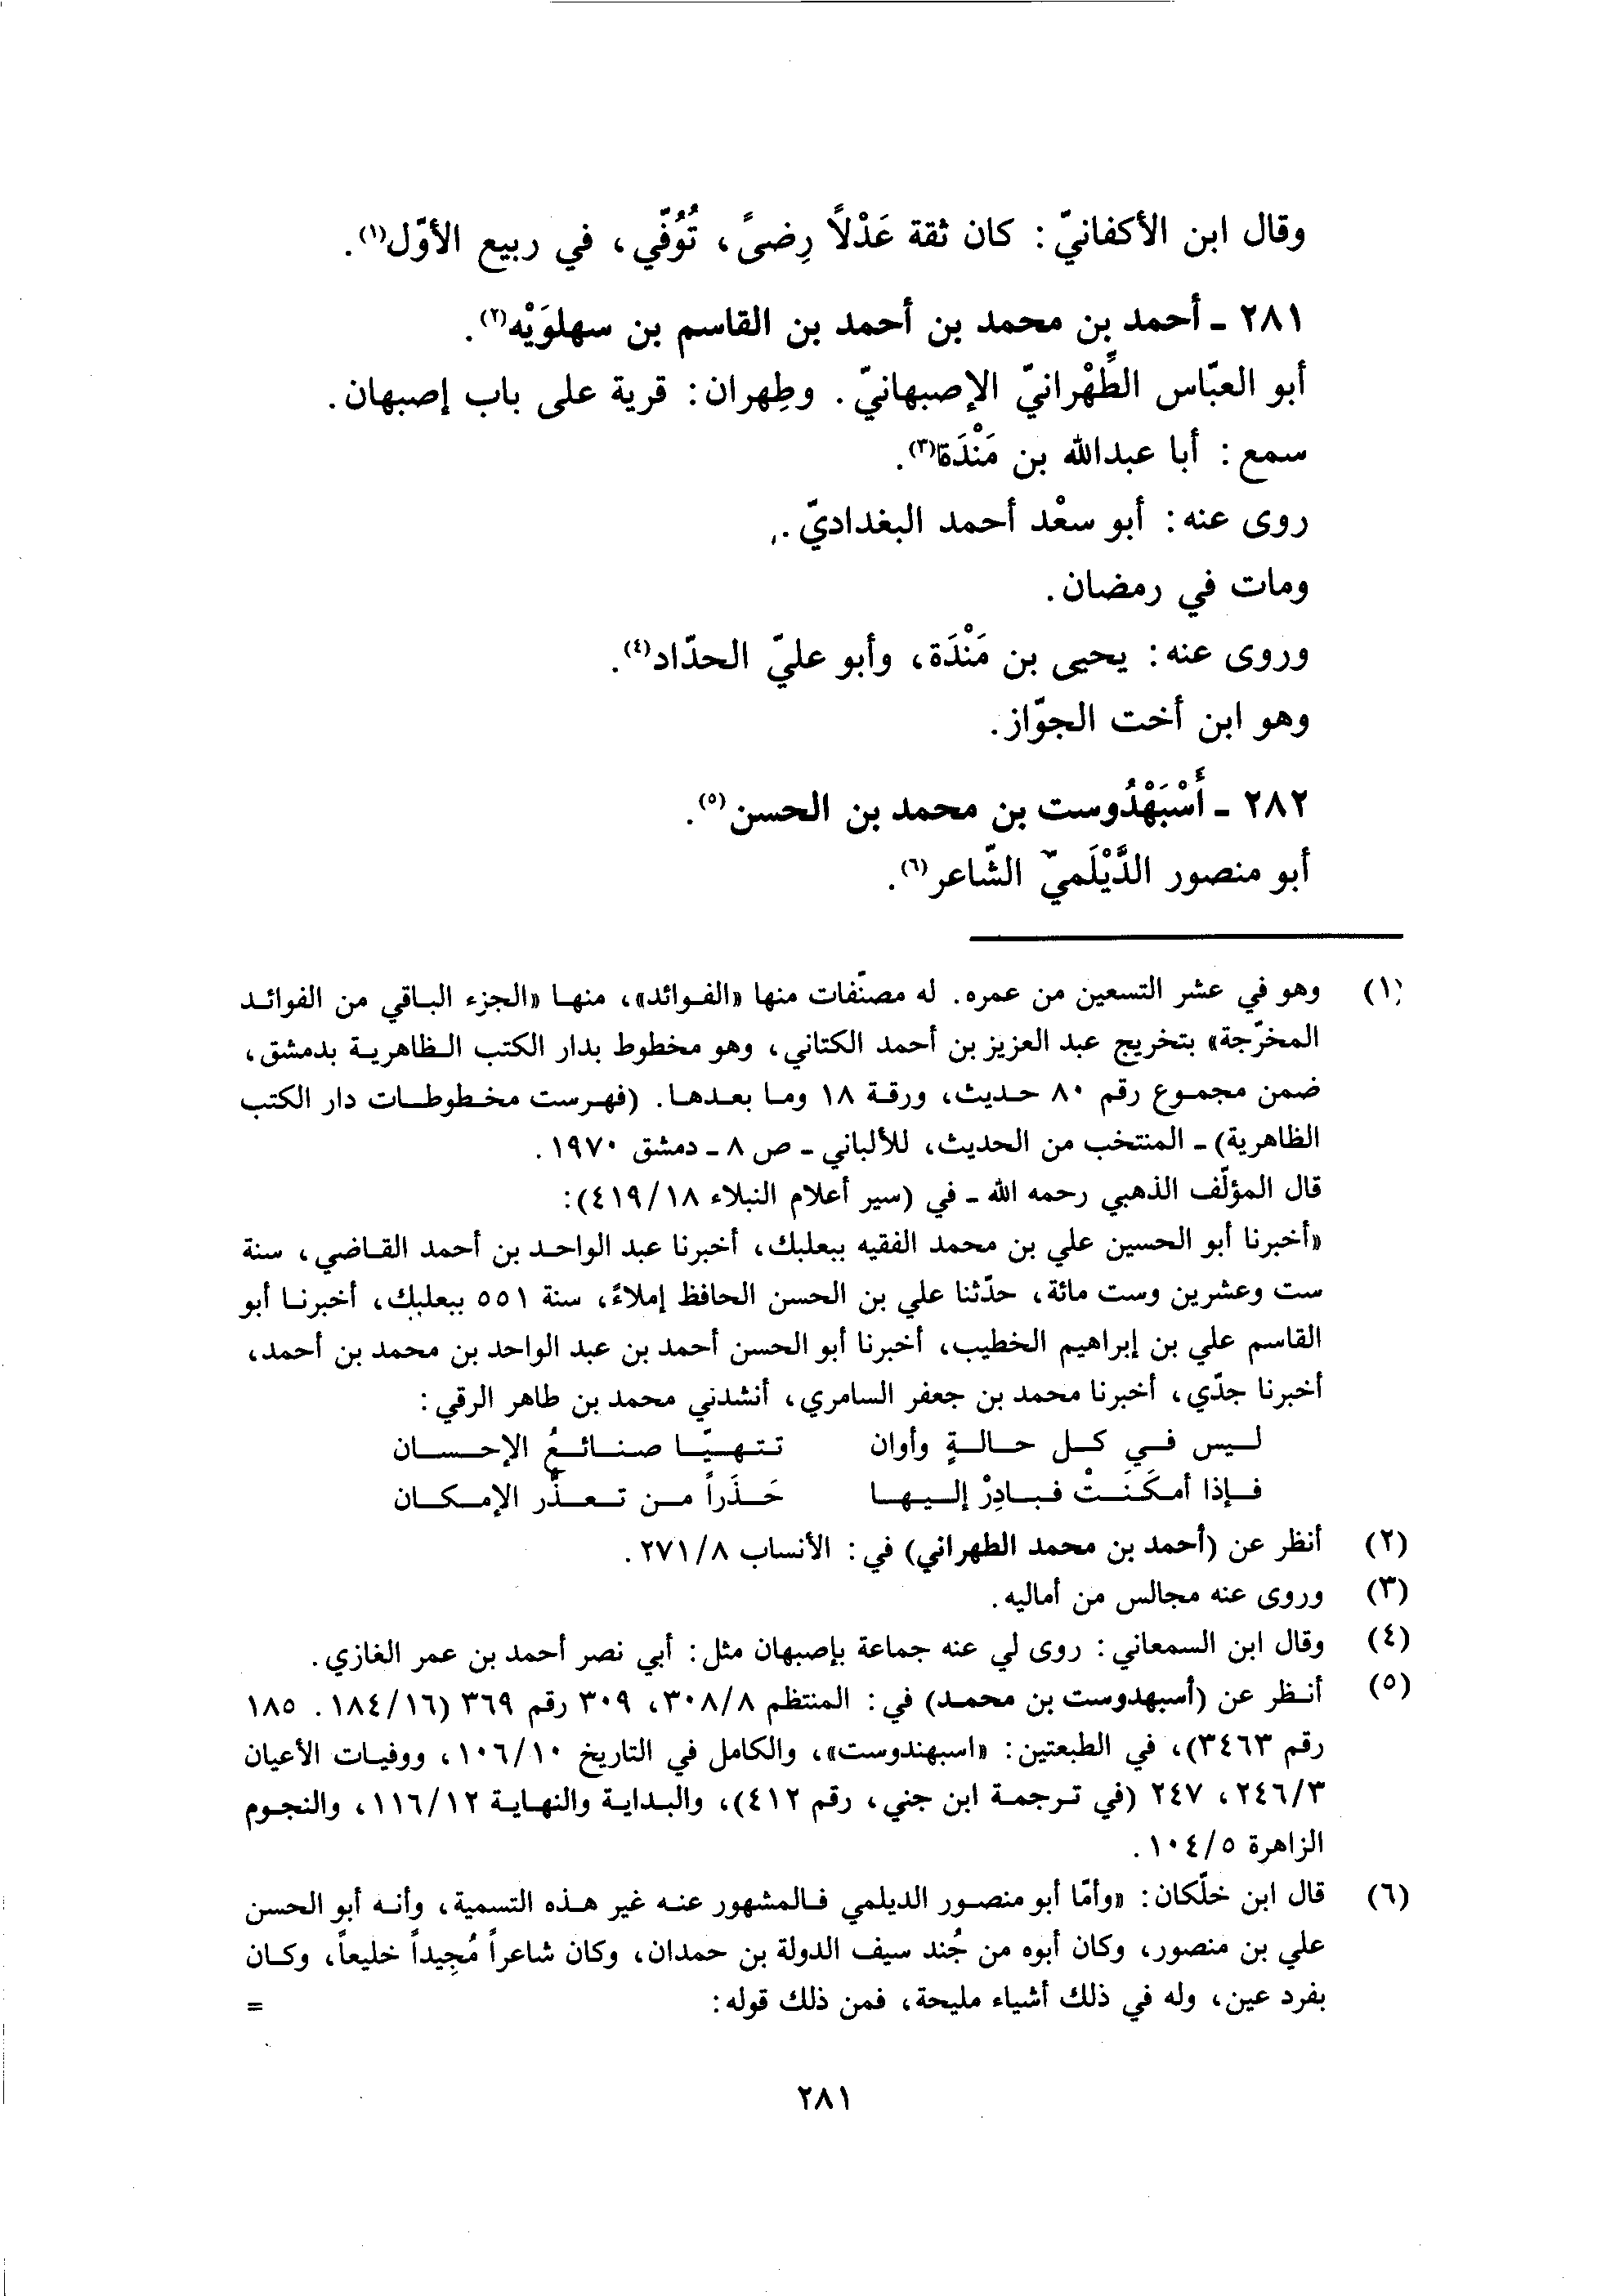 وقال ابن الأكفانيّ: كان ثقة عَدْلاً رِضىً، تُوُفّي، في ربيع الأوّل(١).
٢٨١ ـ أحمد بن محمد بن أحمد بن القاسم بن سهلوَيْه(٢).
أبو العبّاس الطِّهْرانيّ الإصبهانيّ. وطِهران: قرية على باب إصبهان.
سمع: أبا عبدالله بن مَنْدَة(٣).
روى عنه: أبو سعْد أحمد البغداديّ.
ومات في رمضان.
وروى عنه: يحيى بن مَنْدَة، وأبو عليّ الحدّاد(٤).
وهو ابن أخت الجوّاز.
٢٨٢ ـ أَسْبَهْدُوست بن محمد بن الحسن(٥).
أبو منصور الدَّيْلَميّ الشّاعر(٦).
(١) وهو في عشر التسعين من عمره. له مصنّفات منها «الفوائد»، منها «الجزء الباقي من الفوائد
المخرّجة» بتخريج عبد العزيز بن أحمد الكتاني، وهو مخطوط بدار الكتب الظاهرية بدمشق،
ضمن مجموع رقم ٨٠ حديث، ورقة ١٨ وما بعدها. (فهرست مخطوطات دار الكتب
الظاهرية) ـ المنتخب من الحديث، للألباني ـ ص ٨ ـ دمشق ١٩٧٠.
قال المؤلّف الذهبي رحمه الله ـ في (سير أعلام النبلاء ٤١٩/١٨):
«أخبرنا أبو الحسين علي بن محمد الفقيه ببعلبك، أخبرنا عبد الواحد بن أحمد القاضي، سنة
ست وعشرين وست مائة، حدّثنا علي بن الحسن الحافظ إملاءً، سنة ٥٥١ ببعلبك، أخبرنا أبو
القاسم علي بن إبراهيم الخطيب، أخبرنا أبو الحسن أحمد بن عبد الواحد بن محمد بن أحمد،
أخبرنا جدّي، أخبرنا محمد بن جعفر السامري، أنشدني محمد بن طاهر الرقي:
ليس في كل حالةٍ وأوان تتهيّا صنائعُ الإحسان
فإذا أمكَنَتْ فبادِرْ إليها حَذَراً من تعذُّر الإمكان
(٢) أنظر عن (أحمد بن محمد الطهراني) في: الأنساب ٢٧١/٨.
(٣) وروى عنه مجالس من أماليه.
(٤) وقال ابن السمعاني: روى لي عنه جماعة بإصبهان مثل: أبي نصر أحمد بن عمر الغازي.
(٥) أنظر عن (أسبهدوست بن محمد) في: المنتظم ٣٠٨/٨، ٣٠٩ رقم ٣٦٩ (١٨٤/١٦. ١٨٥
رقم ٣٤٦٣)، في الطبعتين: «اسبهندوست»، والكامل في التاريخ ١٠٦/١٠، ووفيات الأعيان
٢٤٦/٣، ٢٤٧ (في ترجمة ابن جني، رقم ٤١٢)، والبداية والنهاية ١١٦/١٢، والنجوم
الزاهرة ١٠٤/٥.
(٦) قال ابن خلّكان: «وأمّا أبو منصور الديلمي فالمشهور عنه غير هذه التسمية، وأنه أبو الحسن
علي بن منصور، وكان أبوه من جُند سيف الدولة بن حمدان، وكان شاعراً مُجِيداً خليعاً، وكان
بفرد عين، وله في ذلك أشياء مليحة، فمن ذلك قوله: =
٢٨١